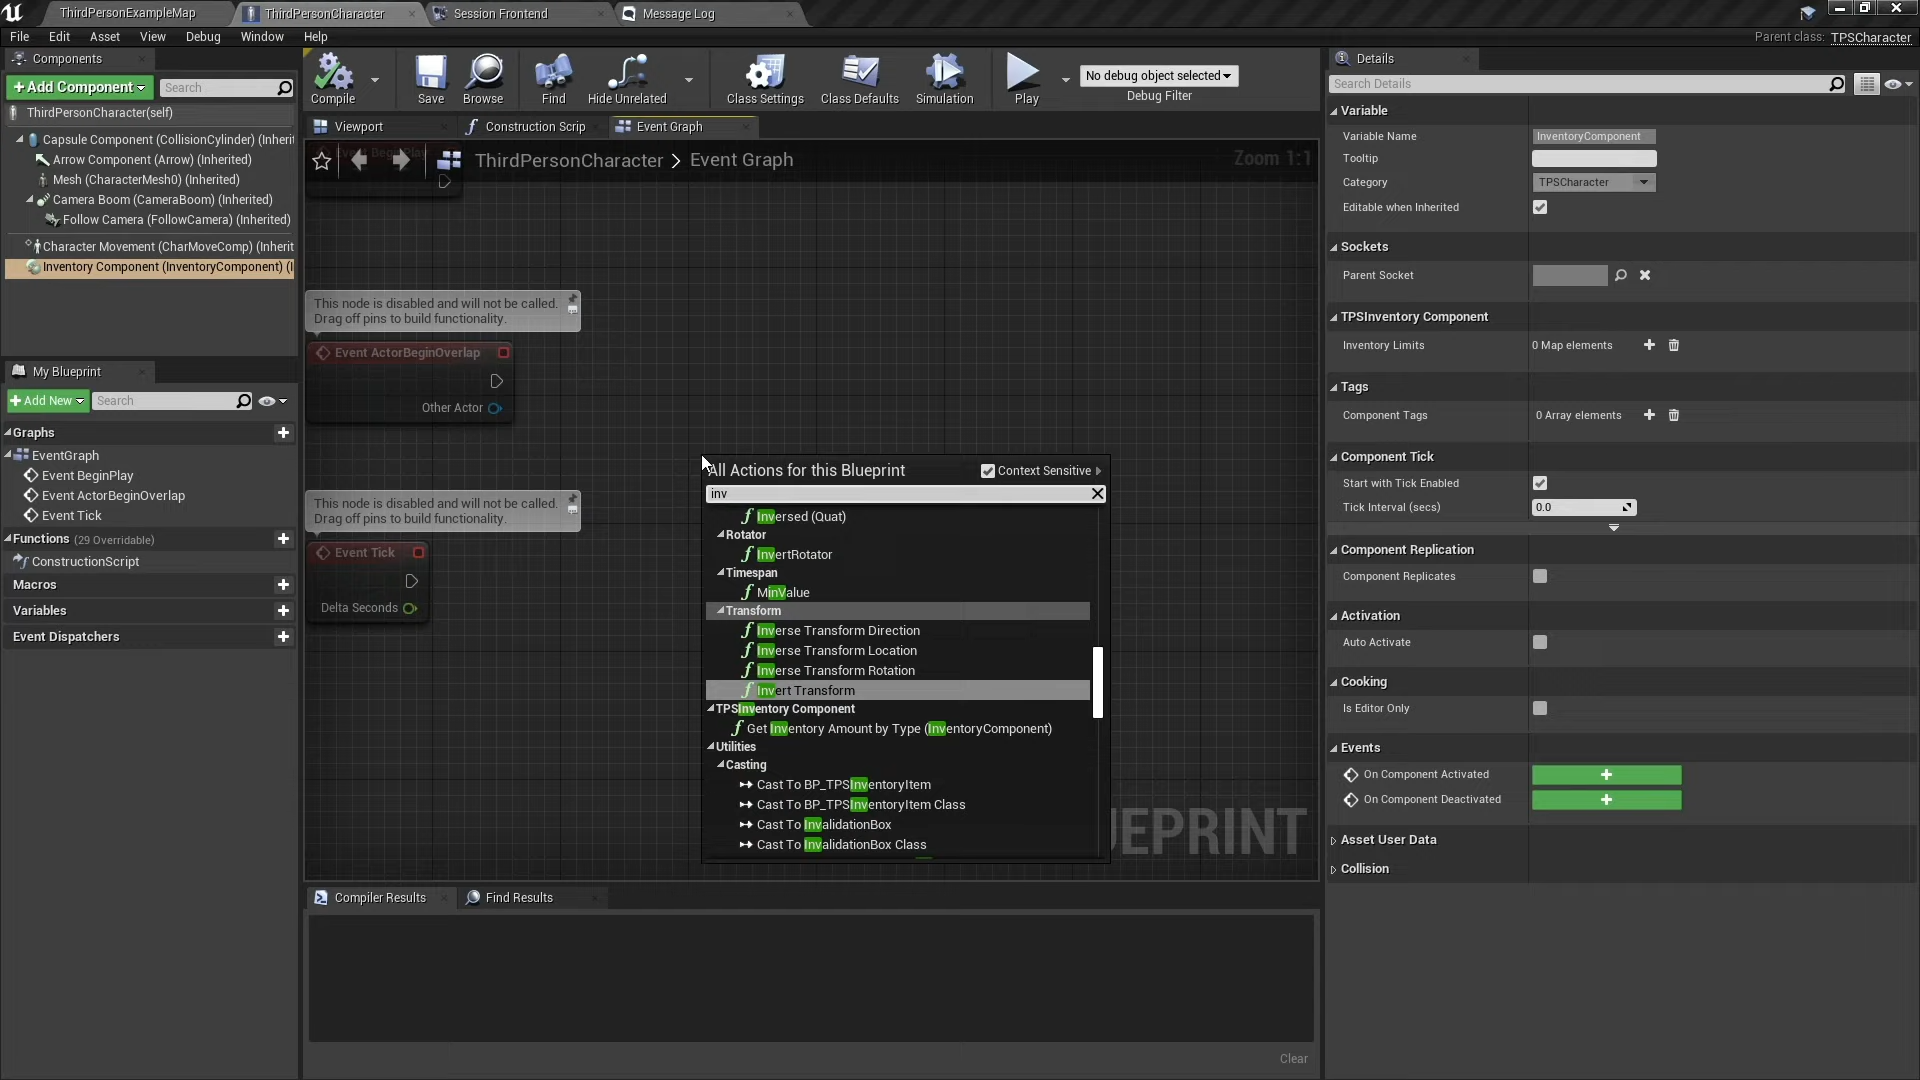 ThirdPersonExampleMap
ThirdPersonCharacter
Session Frontend
Message Log
File Edit Asset View Debug Window Help
Parent class: TPSCharacter
Components
+Add Component
Search
ThirdPersonCharacter(self)
Capsule Component (CollisionCylinder) (Inherit
Arrow Component (Arrow) (Inherited)
Mesh (CharacterMesh0) (Inherited)
Camera Boom (CameraBoom) (Inherited)
Follow Camera (FollowCamera) (Inherited)
Character Movement (CharMoveComp) (Inherit
Inventory Component (InventoryComponent) (I
My Blueprint
+Add New
Search
Graphs
EventGraph
Event BeginPlay
Event ActorBeginOverlap
Event Tick
Functions (29 Overridable)
ConstructionScript
Macros
Variables
Event Dispatchers
Compile
Save
Browse
Find
Hide Unrelated
Class Settings
Class Defaults
Simulation
Play
No debug object selected
Debug Filter
Viewport
Construction Scrip
Event Graph
Event BeginPlay
ThirdPersonCharacter > Event Graph
Zoom 1:1
This node is disabled and will not be called.
Drag off pins to build functionality.
Event ActorBeginOverlap
Other Actor
This node is disabled and will not be called.
Drag off pins to build functionality.
Event Tick
Delta Seconds
All Actions for this Blueprint
Context Sensitive
inv
Inversed (Quat)
Rotator
InvertRotator
Timespan
MinValue
Transform
Inverse Transform Direction
Inverse Transform Location
Inverse Transform Rotation
Invert Transform
TPSInventory Component
Get Inventory Amount by Type (InventoryComponent)
Utilities
Casting
Cast To BP_TPSInventoryItem
Cast To BP_TPSInventoryItem Class
Cast To InvalidationBox
Cast To InvalidationBox Class
UEPRINT
Compiler Results
Find Results
Clear
Details
Search Details
Variable
Variable Name InventoryComponent
Tooltip
Category TPSCharacter
Editable when Inherited
Sockets
Parent Socket
TPSInventory Component
Inventory Limits 0 Map elements
Tags
Component Tags 0 Array elements
Component Tick
Start with Tick Enabled
Tick Interval (secs) 0.0
Component Replication
Component Replicates
Activation
Auto Activate
Cooking
Is Editor Only
Events
On Component Activated
On Component Deactivated
Asset User Data
Collision